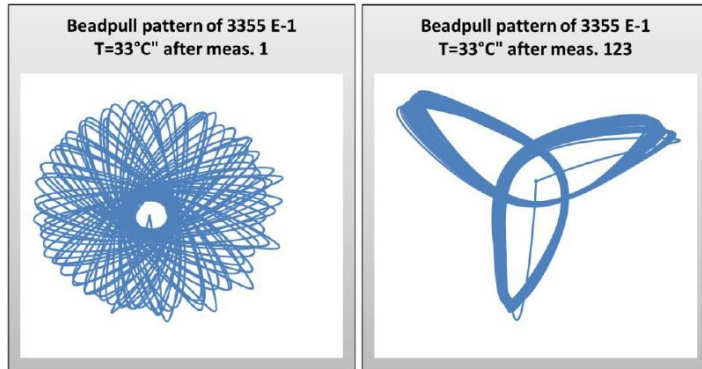 Beadpull pattern of 3355 E-1
T=33°C" after meas. 1
Beadpull pattern of 3355 E-1
T=33°C" after meas. 123